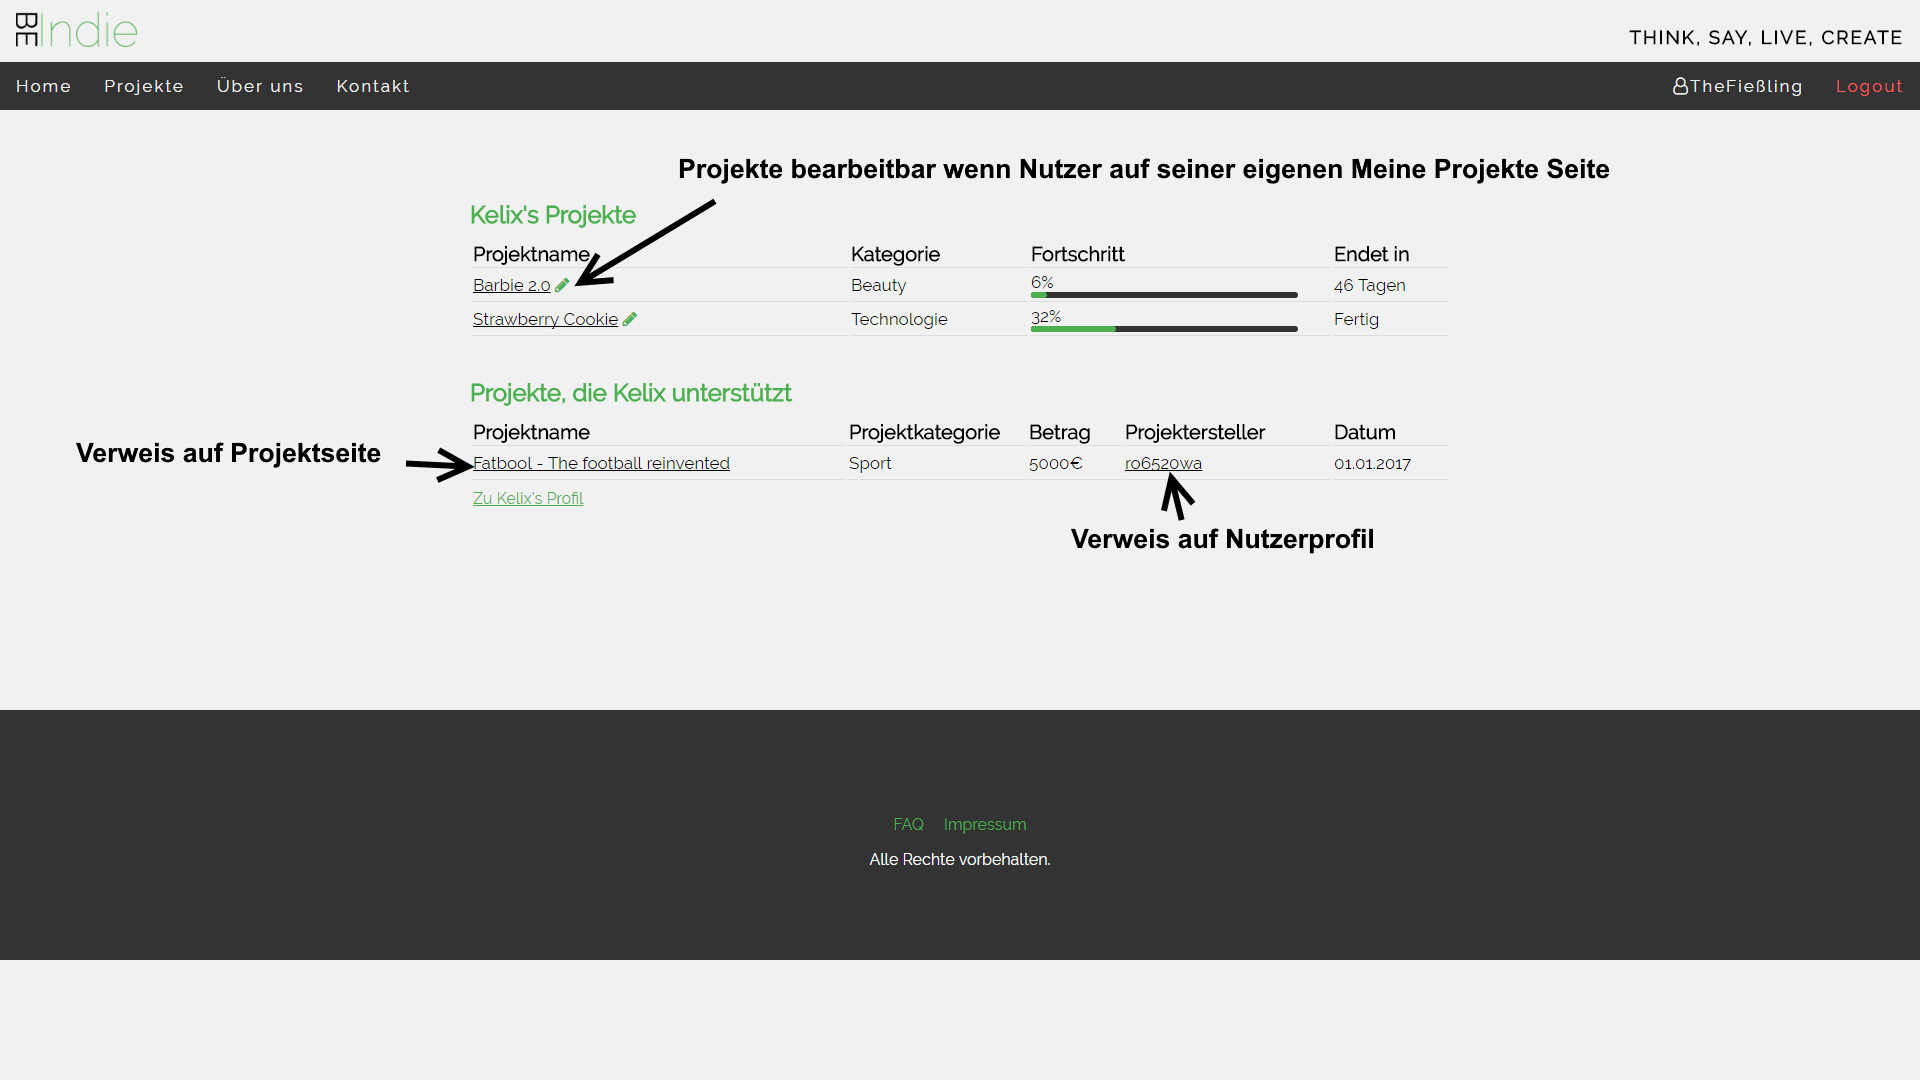 BEIndie
THINK, SAY, LIVE, CREATE
Home Projekte Über uns Kontakt TheFießling Logout
Projekte bearbeitbar wenn Nutzer auf seiner eigenen Meine Projekte Seite
Kelix's Projekte
Projektname Kategorie Fortschritt Endet in
Barbie 2.0 Beauty 6% 46 Tagen
Strawberry Cookie Technologie 32% Fertig
Projekte, die Kelix unterstützt
Projektname Projektkategorie Betrag Projektersteller Datum
Verweis auf Projektseite
Fatbool - The football reinvented Sport 5000€ ro6520wa 01.01.2017
Zu Kelix's Profil
Verweis auf Nutzerprofil
FAQ Impressum
Alle Rechte vorbehalten.